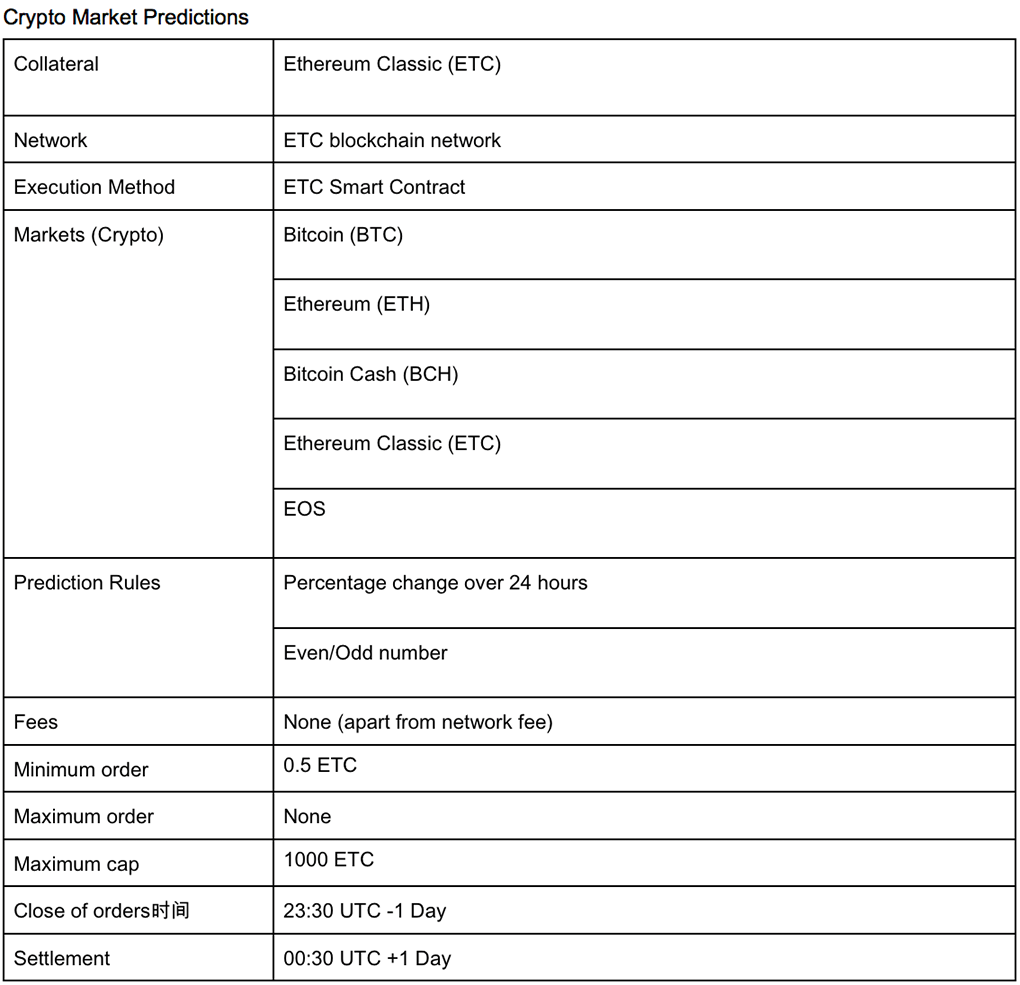 Crypto Market Predictions
Collateral Ethereum Classic (ETC)
Network ETC blockchain network
Execution Method ETC Smart Contract
Markets (Crypto) Bitcoin (BTC)
Ethereum (ETH)
Bitcoin Cash (BCH)
Ethereum Classic (ETC)
EOS
Prediction Rules Percentage change over 24 hours
Even/Odd number
Fees None (apart from network fee)
Minimum order 0.5 ETC
Maximum order None
Maximum cap 1000 ETC
Close of orders时间 23:30 UTC -1 Day
Settlement 00:30 UTC +1 Day